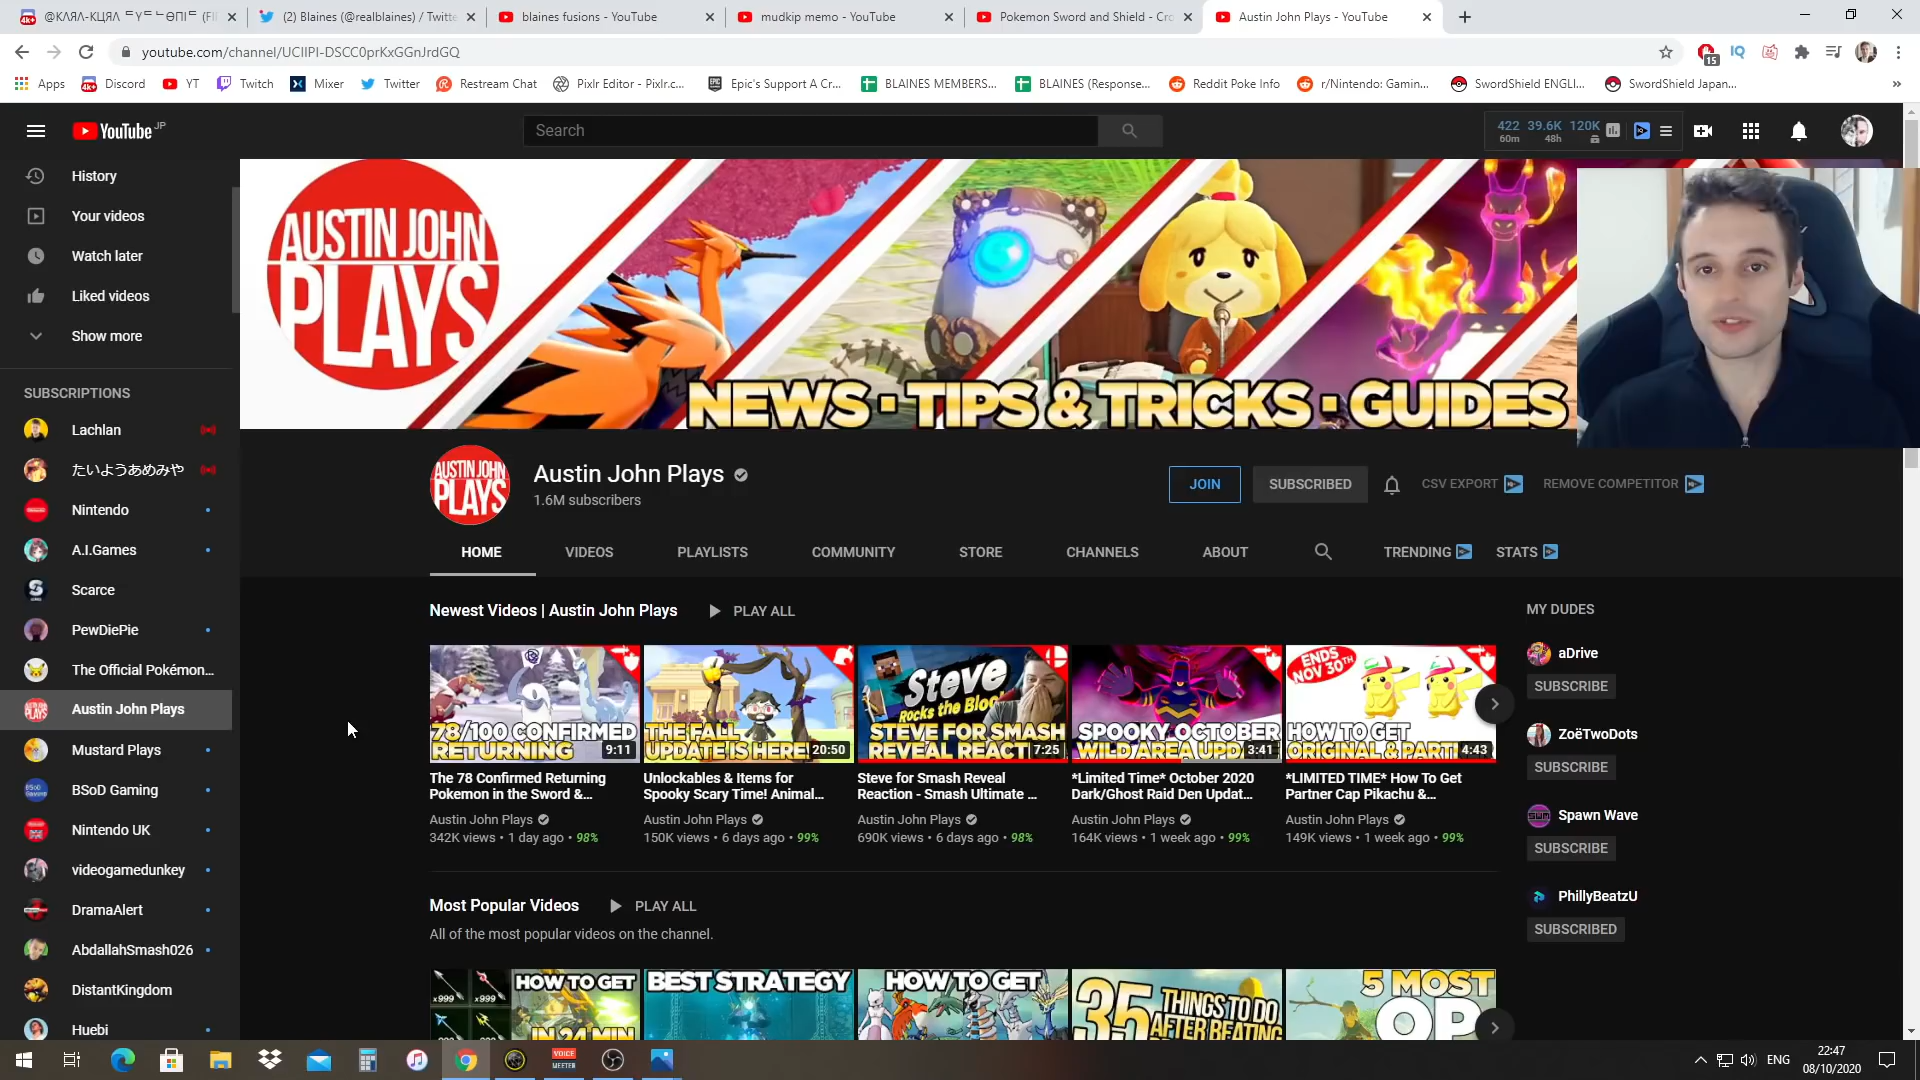 (2) Blaines (@realblaines) / Twitte
blaines fusions - YouTube
mudkip memo - YouTube
Pokemon Sword and Shield - Cro
Austin John Plays - YouTube
youtube.com/channel/UCIIPI-DSCC0prKxGGnJrdGQ
15
Apps
Discord
YT
Twitch
Mixer
Twitter
Restream Chat
Pixlr Editor - Pixlr.c...
Epic's Support A Cr...
BLAINES MEMBERS...
BLAINES (Response...
Reddit Poke Info
r/Nintendo: Gamin...
SwordShield ENGLI...
SwordShield Japan...
YouTube JP
Search
422 39.6K 120K
60m 48h
History
Your videos
Watch later
Liked videos
Show more
SUBSCRIPTIONS
Lachlan
たいようあめみや
Nintendo
A.I.Games
Scarce
PewDiePie
The Official Pokémon...
Austin John Plays
Mustard Plays
BSoD Gaming
Nintendo UK
videogamedunkey
DramaAlert
AbdallahSmash026
DistantKingdom
Huebi
AUSTIN JOHN
PLAYS
NEWS · TIPS & TRICKS · GUIDES
AUSTIN JOHN
PLAYS
Austin John Plays
1.6M subscribers
JOIN
SUBSCRIBED
CSV EXPORT
REMOVE COMPETITOR
HOME
VIDEOS
PLAYLISTS
COMMUNITY
STORE
CHANNELS
ABOUT
TRENDING
STATS
Newest Videos | Austin John Plays
PLAY ALL
78/100 CONFIRMED
RETURNING
9:11
The 78 Confirmed Returning
Pokemon in the Sword &...
Austin John Plays
342K views • 1 day ago • 98%
THE FALL
UPDATE IS HERE!
20:50
Unlockables & Items for
Spooky Scary Time! Animal...
Austin John Plays
150K views • 6 days ago • 99%
Steve
Rocks the Bloc
STEVE FOR SMASH
REVEAL REACT
7:25
Steve for Smash Reveal
Reaction - Smash Ultimate ...
Austin John Plays
690K views • 6 days ago • 98%
SPOOKY OCTOBER
WILD AREA UPD
3:41
*Limited Time* October 2020
Dark/Ghost Raid Den Updat...
Austin John Plays
164K views • 1 week ago • 99%
ENDS
NOV 30TH
HOW TO GET
ORIGINAL & PARTN
4:43
*LIMITED TIME* How To Get
Partner Cap Pikachu &...
Austin John Plays
149K views • 1 week ago • 99%
MY DUDES
aDrive
SUBSCRIBE
ZoëTwoDots
SUBSCRIBE
Spawn Wave
SUBSCRIBE
PhillyBeatzU
SUBSCRIBED
Most Popular Videos
PLAY ALL
All of the most popular videos on the channel.
x999 x999
HOW TO GET
IN 24 MIN
BEST STRATEGY
HOW TO GET
35 THINGS TO DO
AFTER BEATING
5 MOST
OP
VOICE
MEETER
ENG
22:47
08/10/2020